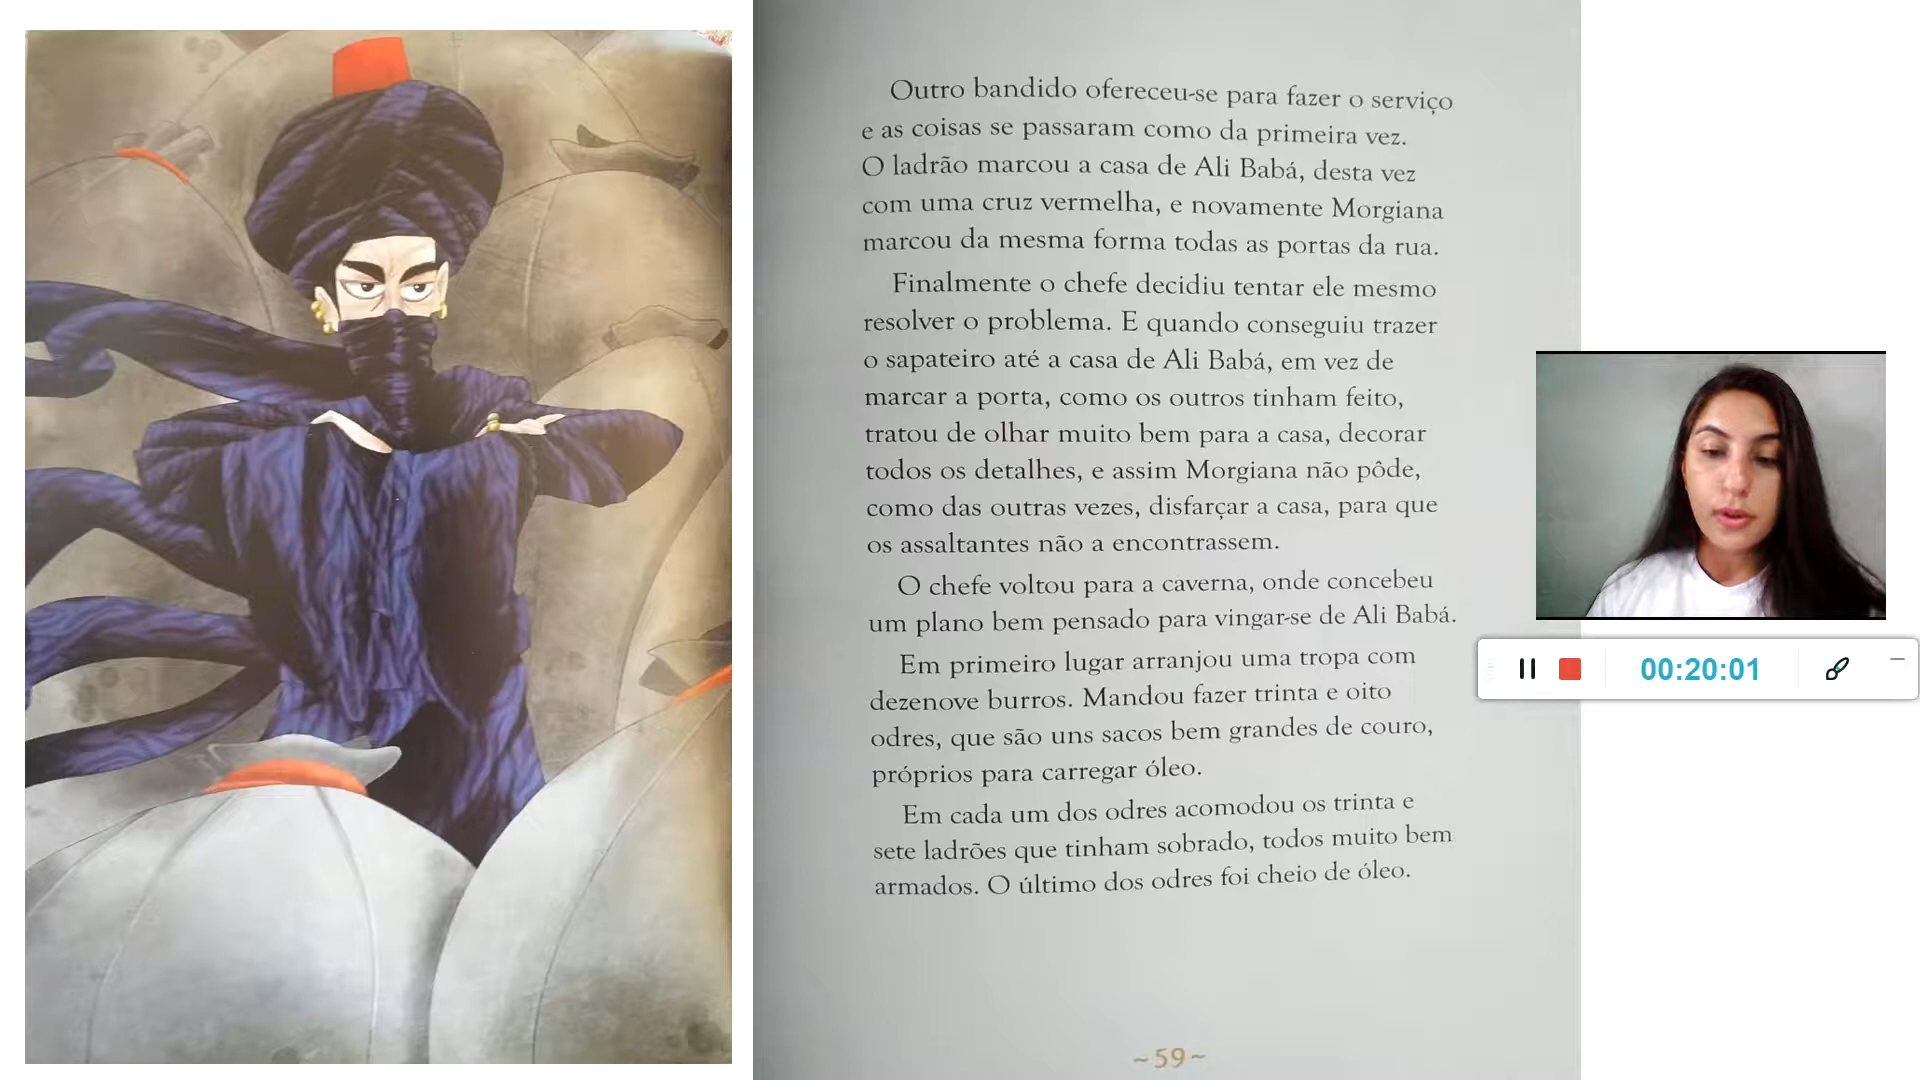 Outro bandido ofereceu-se para fazer o serviço
e as coisas se passaram como da primeira vez.
O ladrão marcou a casa de Ali Babá, desta vez
com uma cruz vermelha, e novamente Morgiana
marcou da mesma forma todas as portas da rua.
Finalmente o chefe decidiu tentar ele mesmo
resolver o problema. E quando conseguiu trazer
o sapateiro até a casa de Ali Babá, em vez de
marcar a porta, como os outros tinham feito,
tratou de olhar muito bem para a casa, decorar
todos os detalhes, e assim Morgiana não pôde,
como das outras vezes, disfarçar a casa, para que
os assaltantes não a encontrassem.
O chefe voltou para a caverna, onde concebeu
um plano bem pensado para vingar-se de Ali Babá.
Em primeiro lugar arranjou uma tropa com
dezenove burros. Mandou fazer trinta e oito
odres, que são uns sacos bem grandes de couro,
próprios para carregar óleo.
Em cada um dos odres acomodou os trinta e
sete ladrões que tinham sobrado, todos muito bem
armados. O último dos odres foi cheio de óleo.
~59~
00:20:01